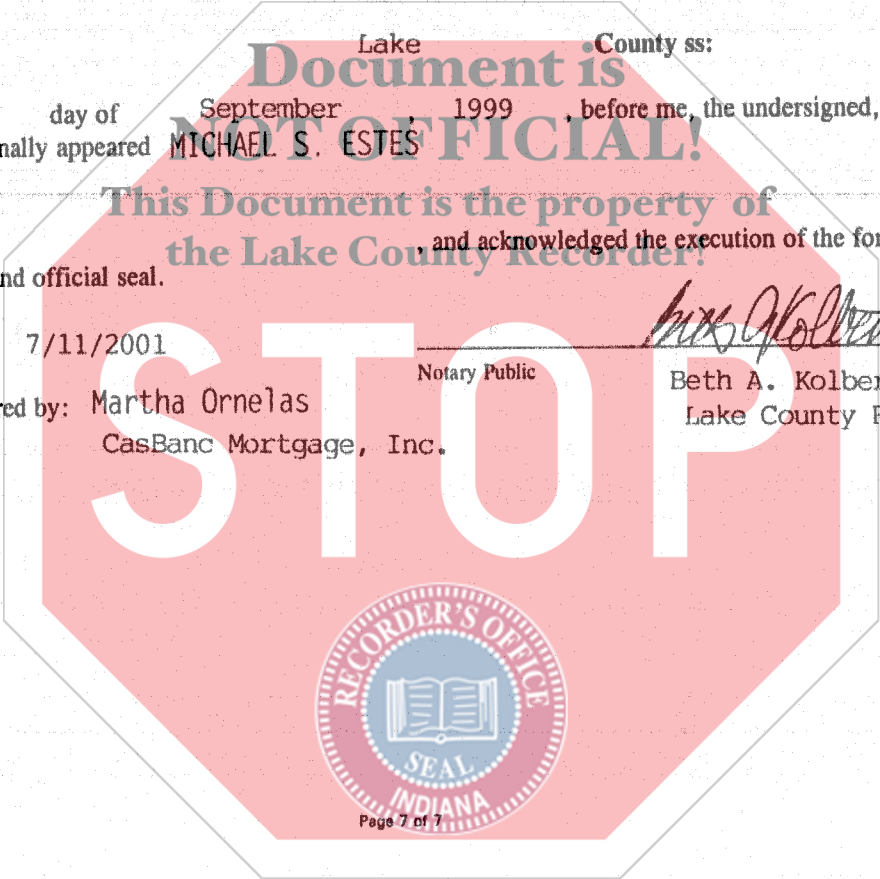 Lake County ss:
Document is
day of September , 1999 , before me, the undersigned,
NOT OFFICIAL!
nally appeared MICHAEL S. ESTES
This Document is the property of
, and acknowledged the execution of the for
the Lake County Recorder!
nd official seal.
STOP
7/11/2001
Notary Public
Beth A. Kolber
red by: Martha Ornelas
Lake County
CasBanc Mortgage, Inc.
RECORDER'S OFFICE
SEAL
INDIANA
Page 7 of 7